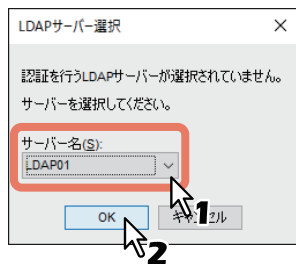 LDAPサーバー選択
認証を行うLDAPサーバーが選択されていません。
サーバーを選択してください。
サーバー名(S):
LDAP01
1
OK
キャンセル
2